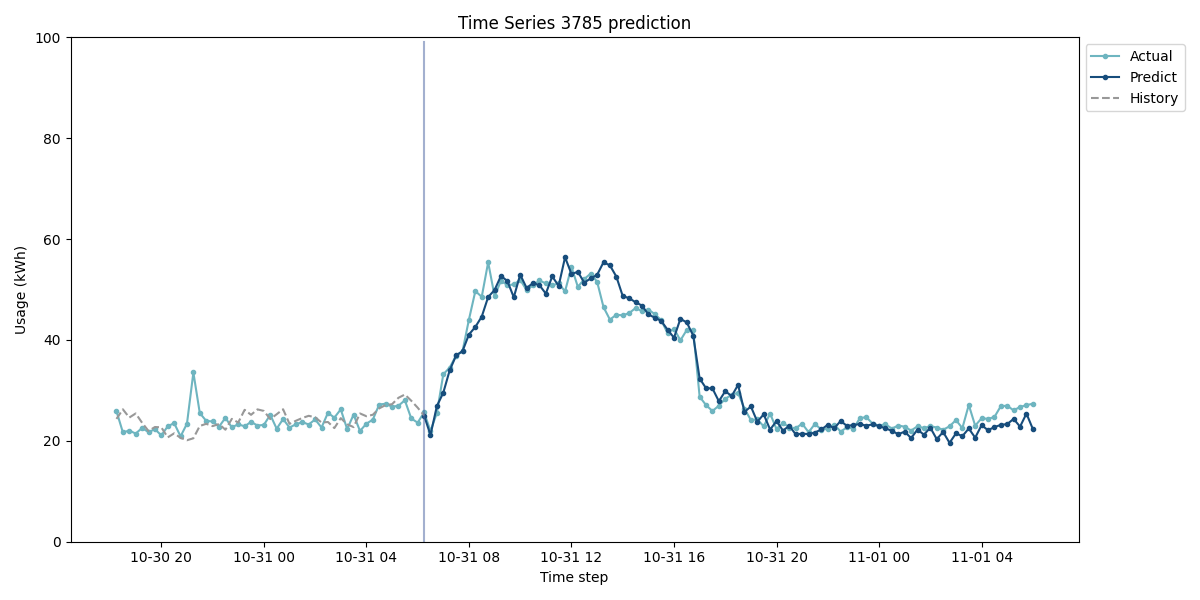 Time Series 3785 prediction
Usage (kWh)
100
80
60
40
20
0
10-30 20
10-31 00
10-31 04
10-31 08
10-31 12
10-31 16
10-31 20
11-01 00
11-01 04
Time step
Actual
Predict
History